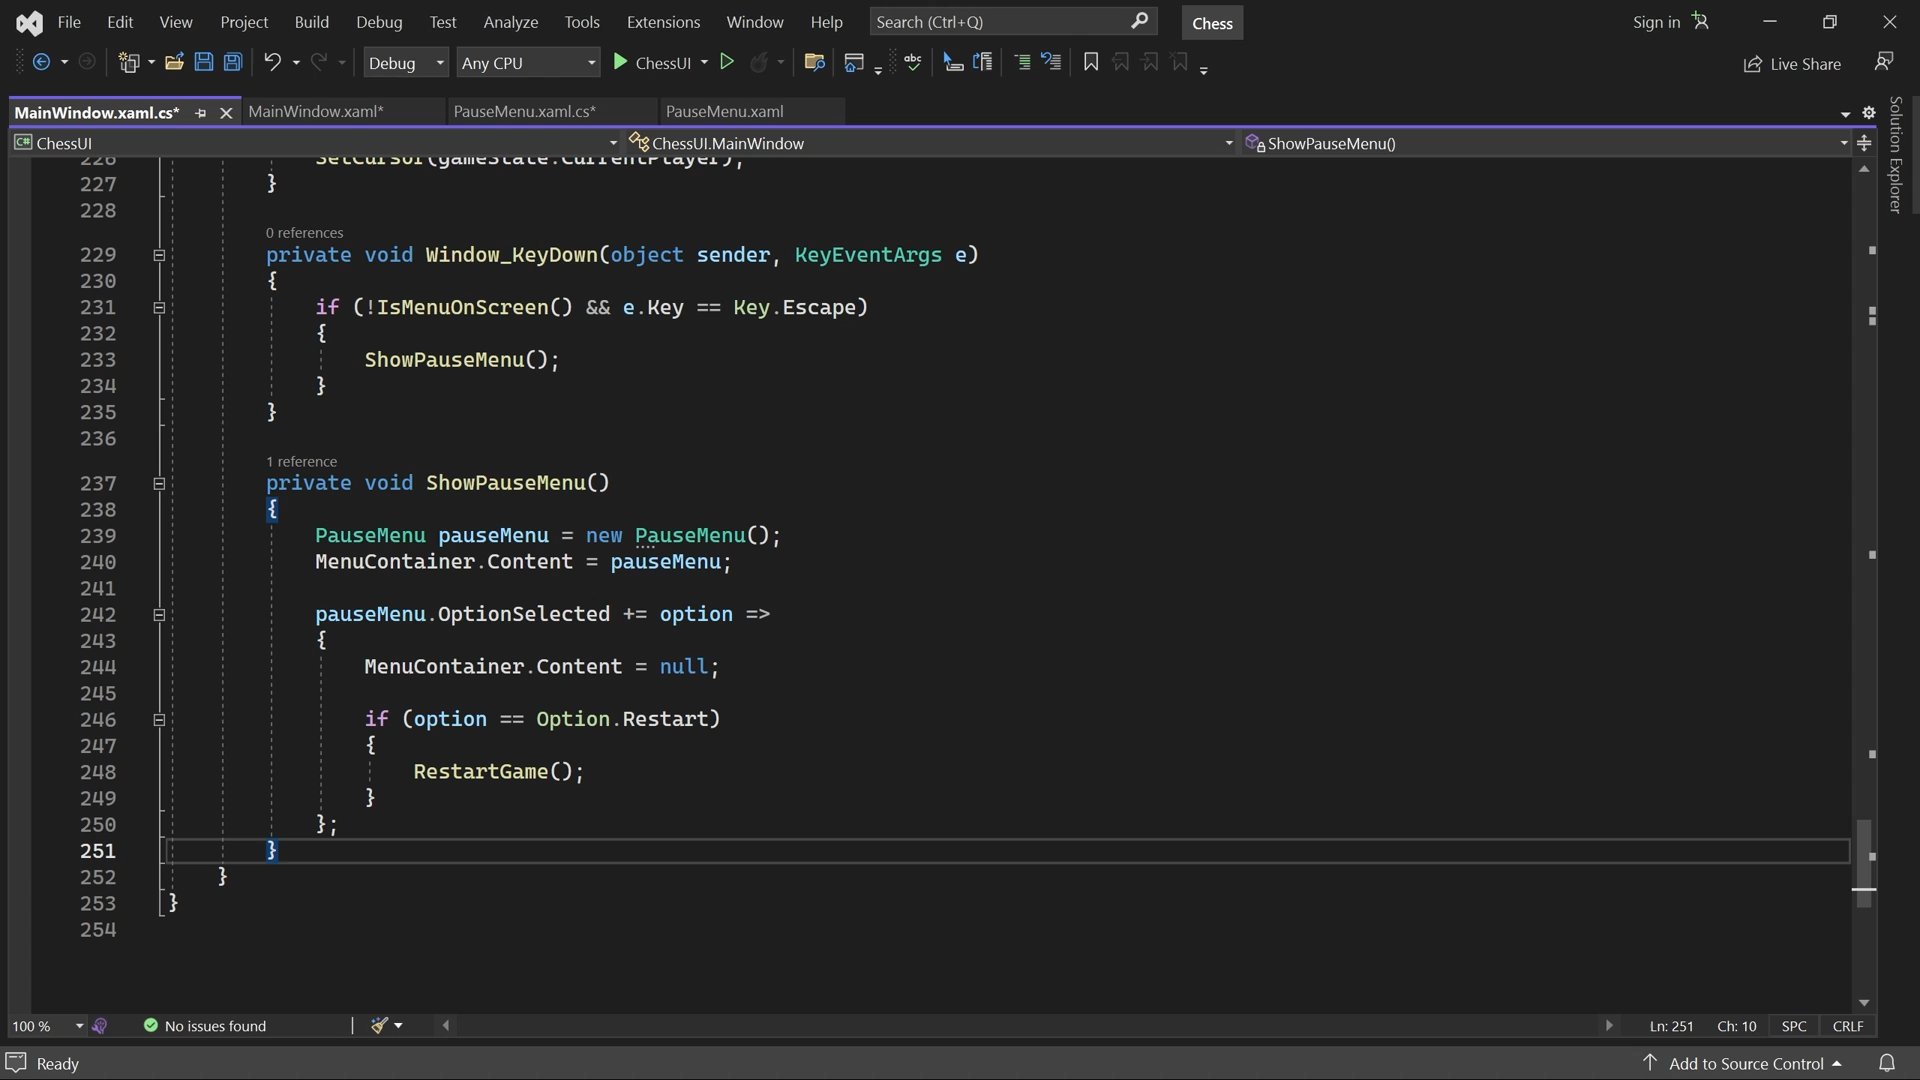 File Edit View Project Build Debug Test Analyze Tools Extensions Window Help Search (Ctrl+Q) Chess Sign in
Debug Any CPU ChessUI Live Share
MainWindow.xaml.cs* MainWindow.xaml* PauseMenu.xaml.cs* PauseMenu.xaml
ChessUI ChessUI.MainWindow ShowPauseMenu()
Solution Explorer
226 SetCursor(gameState.CurrentPlayer);
227 }
228
0 references
229 private void Window_KeyDown(object sender, KeyEventArgs e)
230 {
231 if (!IsMenuOnScreen() && e.Key == Key.Escape)
232 {
233 ShowPauseMenu();
234 }
235 }
236
1 reference
237 private void ShowPauseMenu()
238 {
239 PauseMenu pauseMenu = new PauseMenu();
240 MenuContainer.Content = pauseMenu;
241
242 pauseMenu.OptionSelected += option =>
243 {
244 MenuContainer.Content = null;
245
246 if (option == Option.Restart)
247 {
248 RestartGame();
249 }
250 };
251 }
252 }
253 }
254
100 % No issues found Ln: 251 Ch: 10 SPC CRLF
Ready Add to Source Control